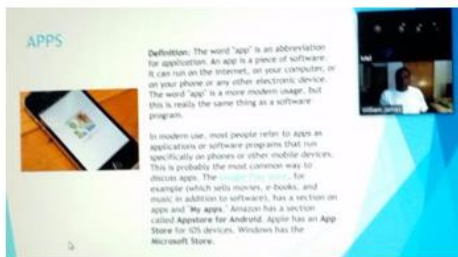 APPS
Definition: The word "app" is an abbreviation
for application. An app is a piece of software.
It can run on the Internet, on your computer, or
on your phone or any other electronic device.
The word "app" is a more modern usage, but
this is really the same thing as a software
program.
In modern use, most people refer to apps as
applications or software programs that run
specifically on phones or other mobile devices.
This is probably the most common way to
discuss apps. The Google Play store, for
example (which sells movies, e-books, and
music in addition to software), has a section on
apps and "My apps." Amazon has a section
called Appstore for Android. Apple has an App
Store for iOS devices. Windows has the
Microsoft Store.
William James